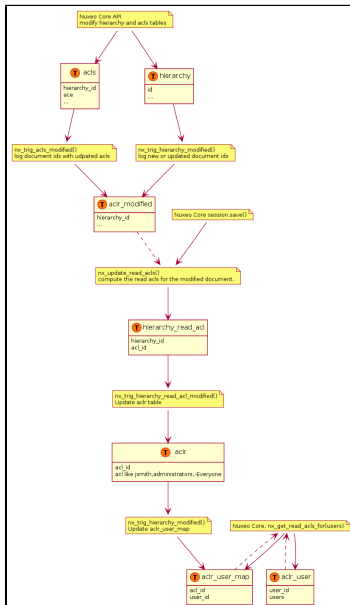 Nuxeo Core API
modify hierarchy and acls tables
T acls
hierarchy_id
ace
...
T hierarchy
id
...
nx_trig_acls_modified()
log document ids with udpated acls
nx_trig_hierarchy_modified()
log new or updated document ids
T aclr_modified
hierarchy_id
...
Nuxeo Core session.save()
nx_update_read_acls()
compute the read acls for the modified document.
T hierarchy_read_acl
hierarchy_id
acl_id
nx_trig_hierarchy_read_acl_modified()
Update aclr table
T aclr
acl_id
acl like jsmith,administrators,-Everyone
nx_trig_hierarchy_modified()
Update aclr_user_map
Nuxeo Core, nx_get_read_acls_for(users)
T aclr_user_map
acl_id
user_id
T aclr_user
user_id
users